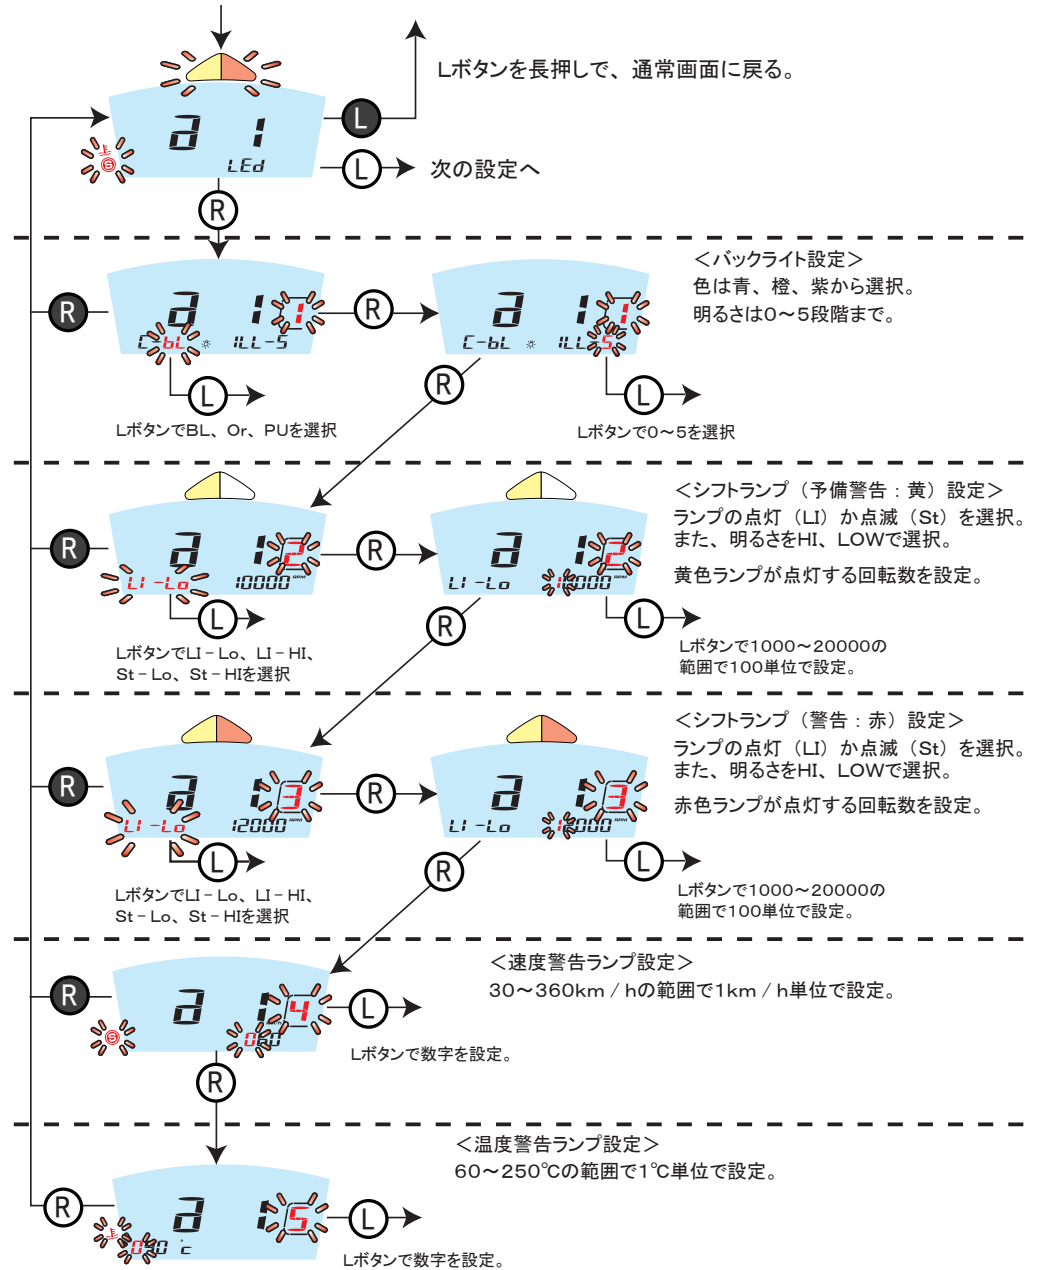 Lボタンを長押しで、通常画面に戻る。
L
a 1
S
LEd
L
次の設定へ
R
<バックライト設定>
色は青、橙、紫から選択。
明るさは0〜5段階まで。
R
a 1 1
C-bL ILL-5
R
a 1 1
C-bL ILL-5
R
L
L
LボタンでBL、Or、PUを選択
Lボタンで0〜5を選択
<シフトランプ（予備警告：黄）設定>
ランプの点灯（LI）か点滅（St）を選択。
また、明るさをHI、LOWで選択。
黄色ランプが点灯する回転数を設定。
R
a 1 2
LI-Lo 10000 RPM
R
a 1 2
LI-Lo 10000 RPM
L
R
L
LボタンでLI−Lo、LI−HI、
St−Lo、St−HIを選択
Lボタンで1000〜20000の
範囲で100単位で設定。
<シフトランプ（警告：赤）設定>
ランプの点灯（LI）か点滅（St）を選択。
また、明るさをHI、LOWで選択。
赤色ランプが点灯する回転数を設定。
R
a 1 3
LI-Lo 12000 RPM
R
a 1 3
LI-Lo 12000 RPM
L
R
L
LボタンでLI−Lo、LI−HI、
St−Lo、St−HIを選択
Lボタンで1000〜20000の
範囲で100単位で設定。
<速度警告ランプ設定>
30〜360km／hの範囲で1km／h単位で設定。
R
a 1 4
S
L
Lボタンで数字を設定。
R
<温度警告ランプ設定>
60〜250℃の範囲で1℃単位で設定。
R
a 1 5
℃
L
Lボタンで数字を設定。